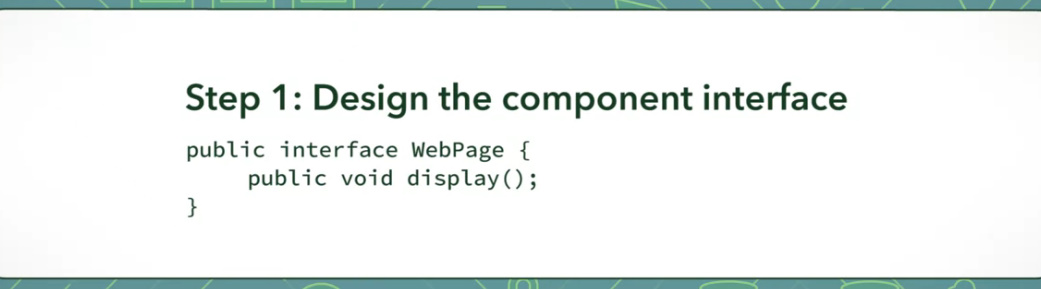 Step 1: Design the component interface
public interface WebPage {
    public void display();
}